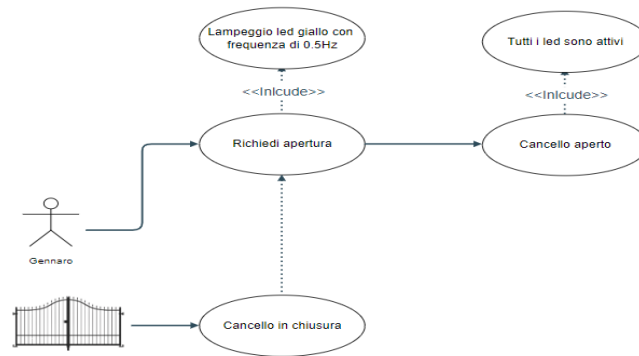 Lampeggio led giallo con
frequenza di 0.5Hz
Tutti i led sono attivi
<<Inlcude>>
<<Inlcude>>
Richiedi apertura
Cancello aperto
Gennaro
Cancello in chiusura